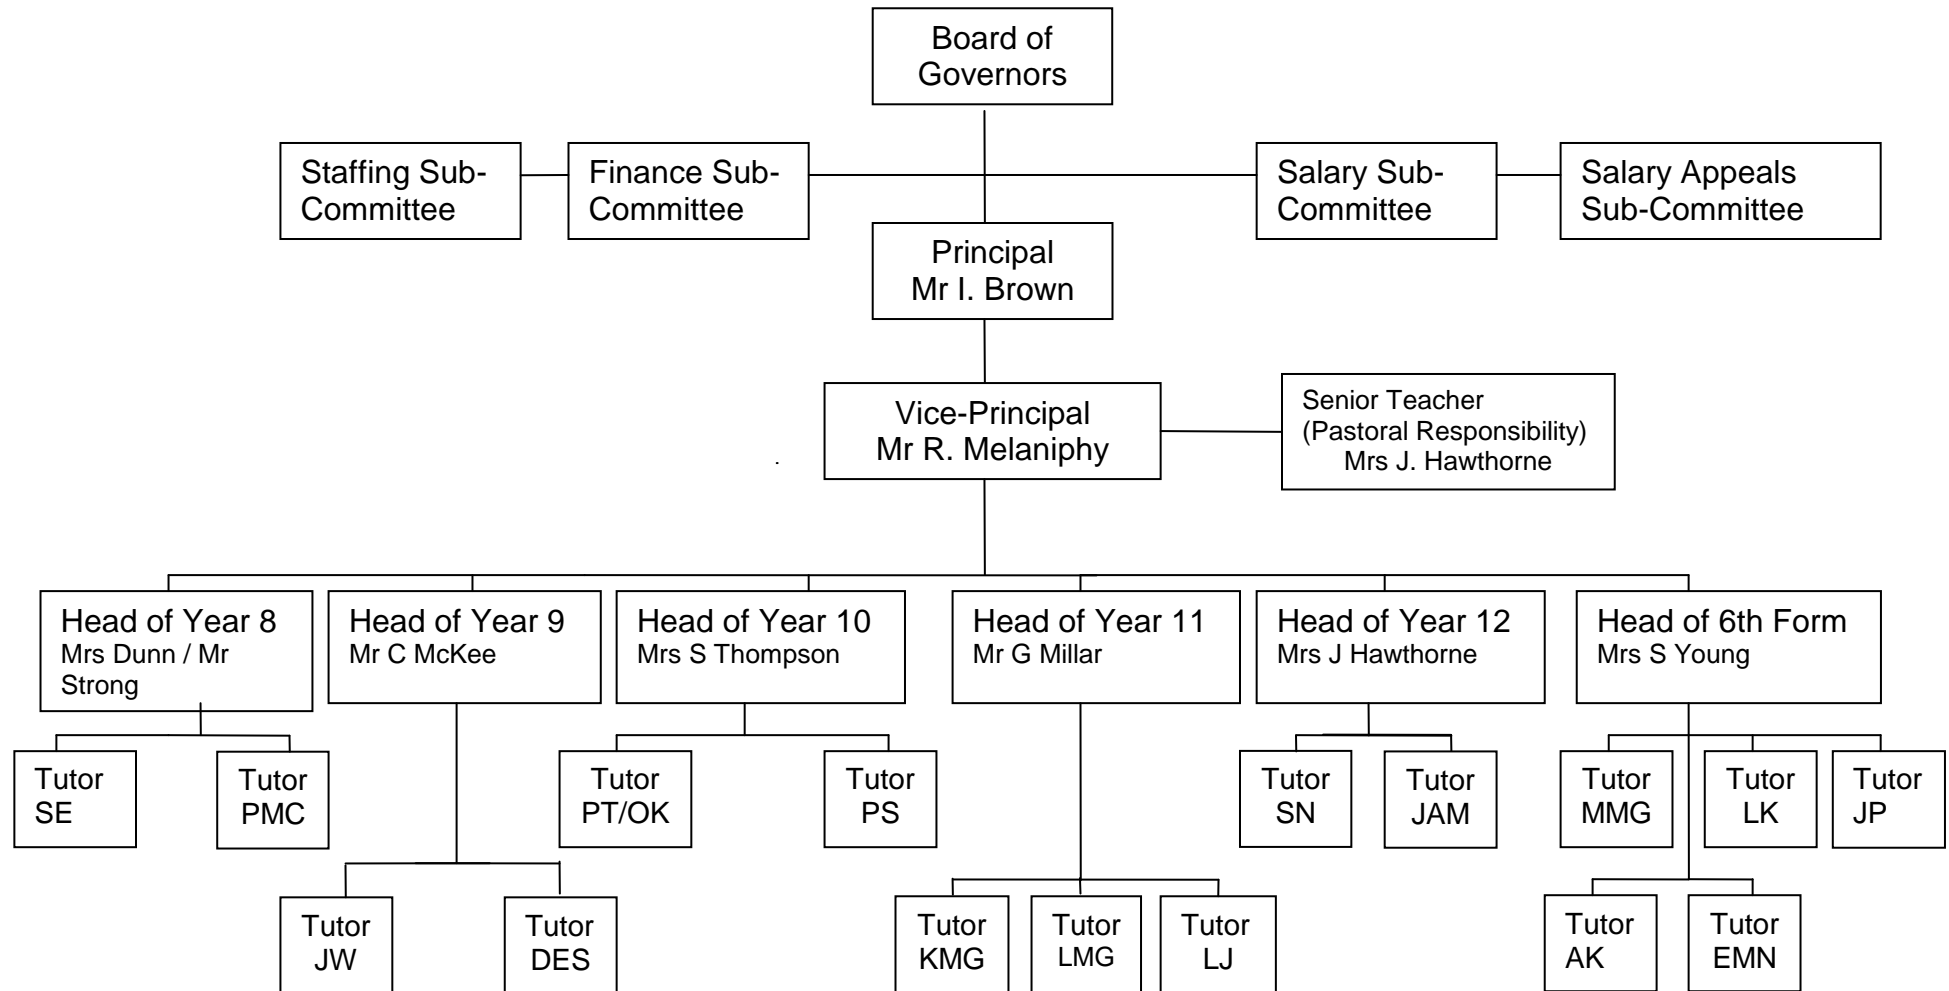 Board of
Governors
Staffing Sub-
Committee
Finance Sub-
Committee
Salary Sub-
Committee
Salary Appeals
Sub-Committee
Principal
Mr I. Brown
Vice-Principal
Mr R. Melaniphy
Senior Teacher
(Pastoral Responsibility)
Mrs J. Hawthorne
.
Head of Year 8
Mrs Dunn / Mr
Strong
Head of Year 9
Mr C McKee
Head of Year 10
Mrs S Thompson
Head of Year 11
Mr G Millar
Head of Year 12
Mrs J Hawthorne
Head of 6th Form
Mrs S Young
Tutor
SE
Tutor
PMC
Tutor
PT/OK
Tutor
PS
Tutor
SN
Tutor
JAM
Tutor
MMG
Tutor
LK
Tutor
JP
Tutor
JW
Tutor
DES
Tutor
KMG
Tutor
LMG
Tutor
LJ
Tutor
AK
Tutor
EMN